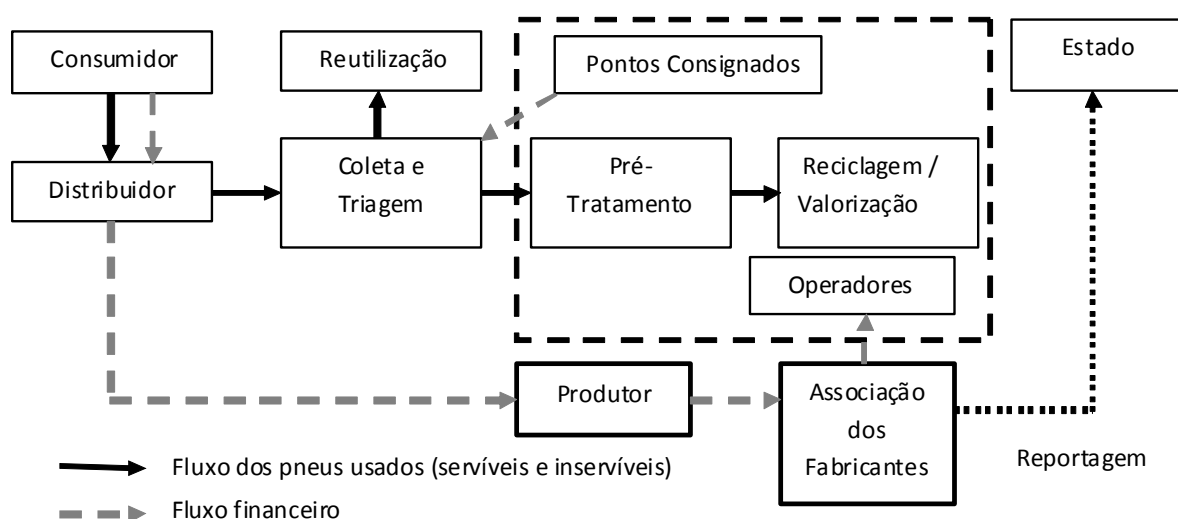 Consumidor
Reutilização
Pontos Consignados
Estado
Distribuidor
Coleta e
Triagem
Pré-
Tratamento
Reciclagem /
Valorização
Operadores
Produtor
Associação
dos
Fabricantes
Reportagem
Fluxo dos pneus usados (servíveis e inservíveis)
Fluxo financeiro